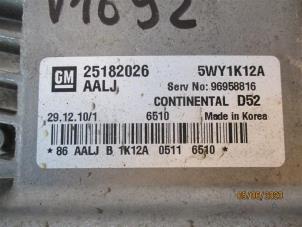 V1692
GM 25182026 5WY1K12A
AALJ Serv No: 96958816
CONTINENTAL D52
29.12.10/1 6510 Made in Korea
* 86 AALJ B 1K12A 0511 6510 *